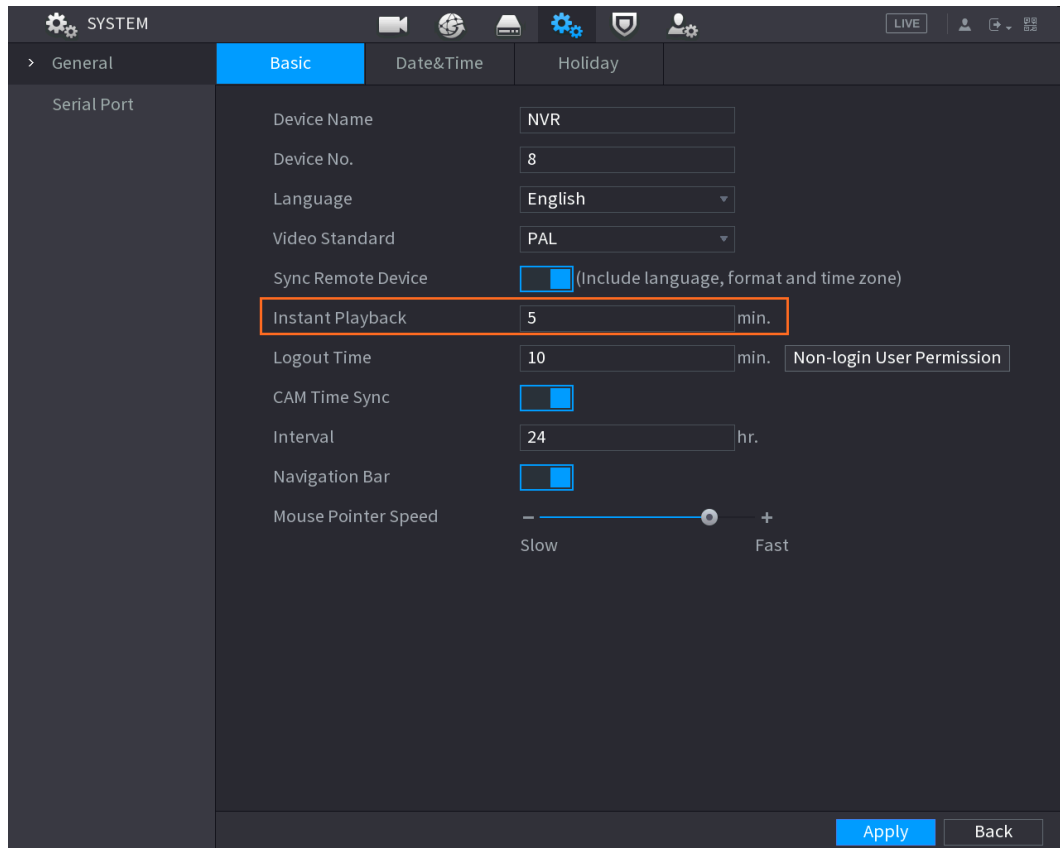 SYSTEM
LIVE
General
Basic
Date&Time
Holiday
Serial Port
Device Name
NVR
Device No.
8
Language
English
Video Standard
PAL
Sync Remote Device
(Include language, format and time zone)
Instant Playback
5
min.
Logout Time
10
min.
Non-login User Permission
CAM Time Sync
Interval
24
hr.
Navigation Bar
Mouse Pointer Speed
Slow
Fast
Apply
Back